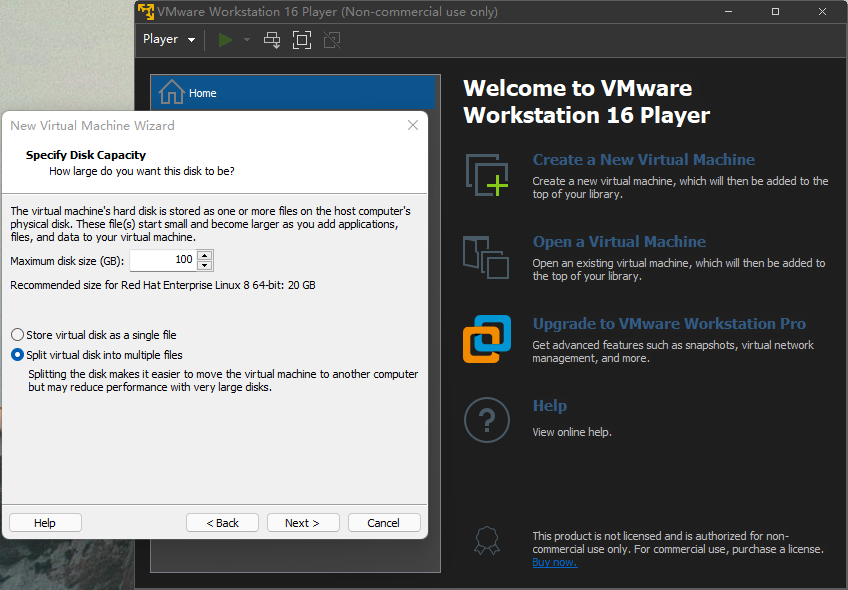 VMware Workstation 16 Player (Non-commercial use only)
Player
Home
Welcome to VMware
Workstation 16 Player
Create a New Virtual Machine
Create a new virtual machine, which will then be added to the
top of your library.
Open a Virtual Machine
Open an existing virtual machine, which will then be added to
the top of your library.
Upgrade to VMware Workstation Pro
Get advanced features such as snapshots, virtual network
management, and more.
?
Help
View online help.
This product is not licensed and is authorized for non-
commercial use only. For commercial use, purchase a license.
Buy now.
New Virtual Machine Wizard
Specify Disk Capacity
How large do you want this disk to be?
The virtual machine's hard disk is stored as one or more files on the host computer's
physical disk. These file(s) start small and become larger as you add applications,
files, and data to your virtual machine.
Maximum disk size (GB): 100
Recommended size for Red Hat Enterprise Linux 8 64-bit: 20 GB
Store virtual disk as a single file
Split virtual disk into multiple files
Splitting the disk makes it easier to move the virtual machine to another computer
but may reduce performance with very large disks.
Help < Back Next > Cancel